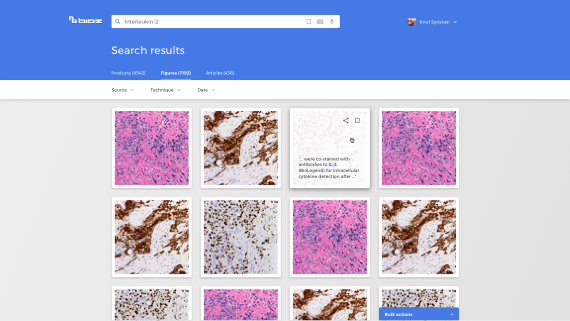 bioz
Interleukin-2
Knut Synstad
Search results
Products (8543)
Figures (7192)
Articles (436)
Source
Technique
Date
"... were co stained with
antibodies to IL-2
(BioLegend) for intracellular
cytokine detection after ..."
Bulk actions